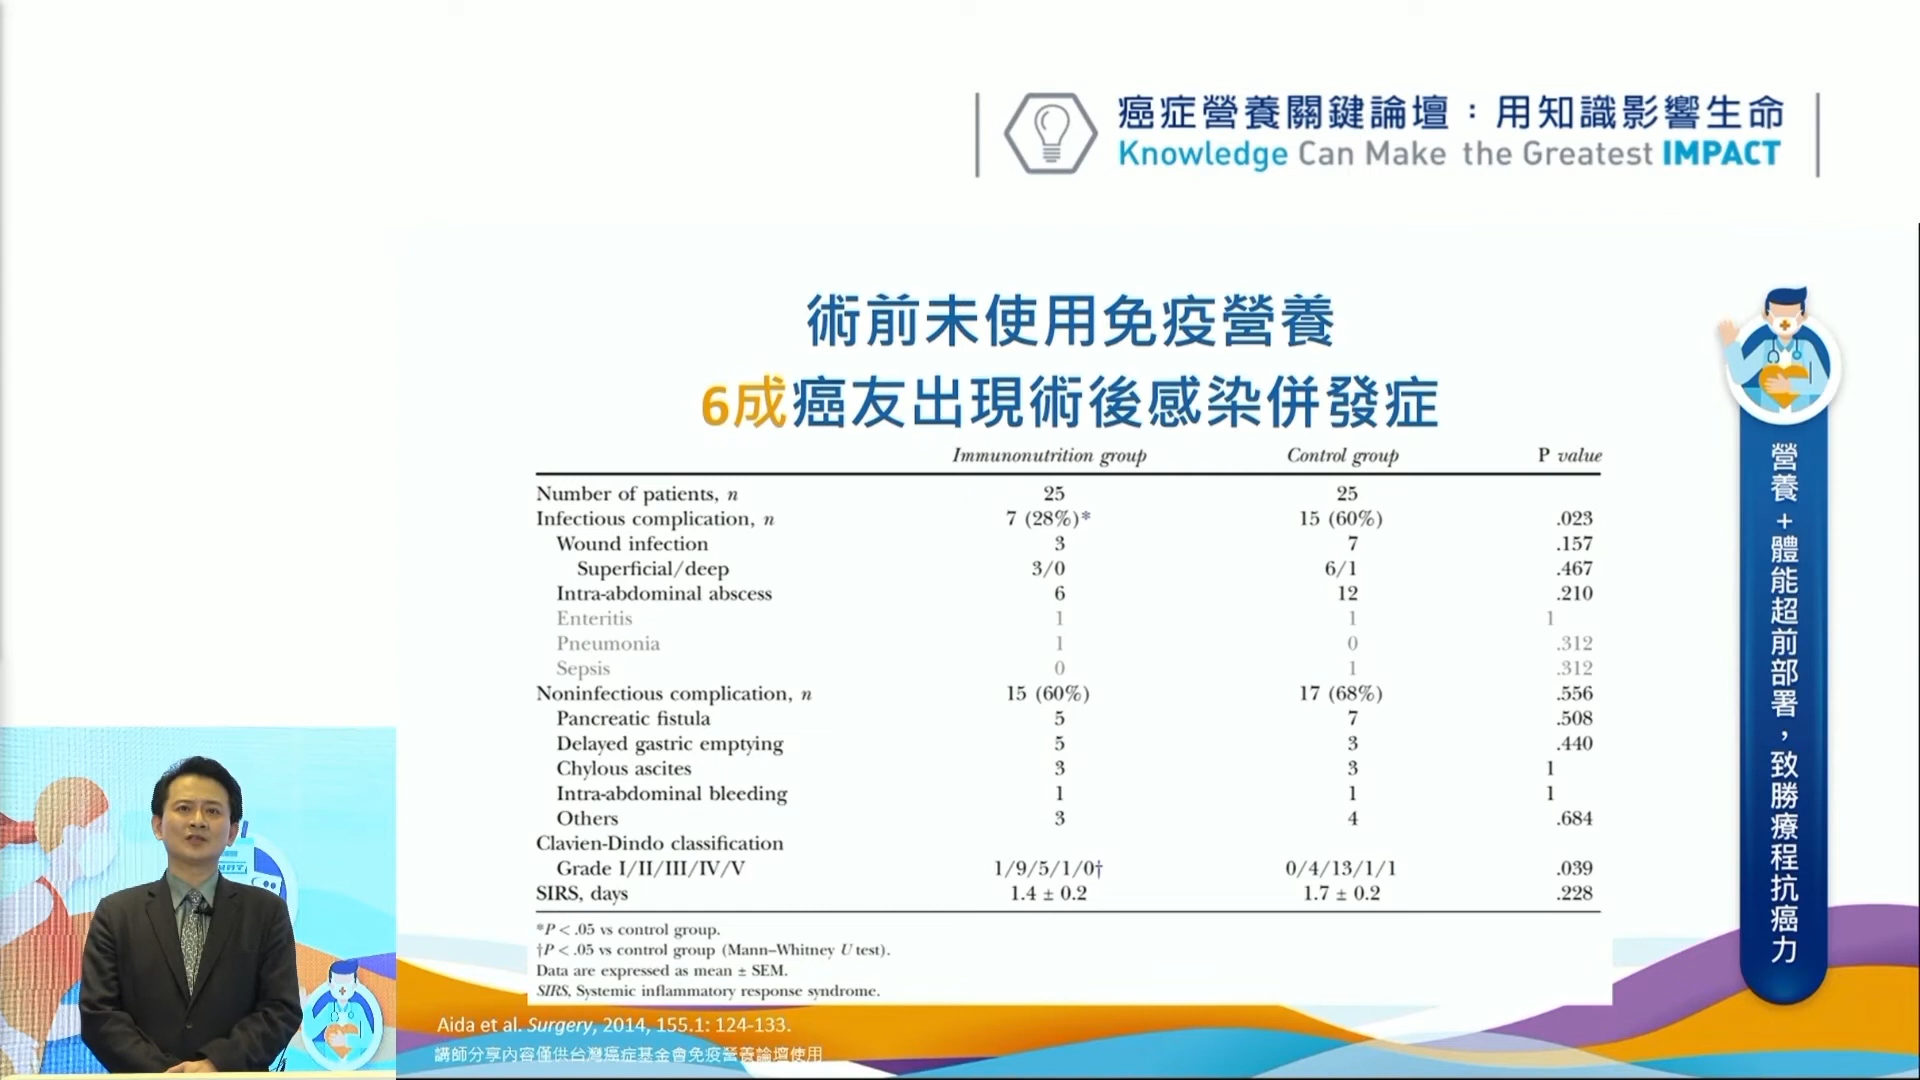 癌症營養關鍵論壇：用知識影響生命
Knowledge Can Make the Greatest IMPACT
術前未使用免疫營養
6成癌友出現術後感染併發症
Immunonutrition group Control group P value
Number of patients, n 25 25
Infectious complication, n 7 (28%)* 15 (60%) .023
Wound infection 3 7 .157
Superficial/deep 3/0 6/1 .467
Intra-abdominal abscess 6 12 .210
Enteritis 1 1 1
Pneumonia 1 0 .312
Sepsis 0 1 .312
Noninfectious complication, n 15 (60%) 17 (68%) .556
Pancreatic fistula 5 7 .508
Delayed gastric emptying 5 3 .440
Chylous ascites 3 3 1
Intra-abdominal bleeding 1 1 1
Others 3 4 .684
Clavien-Dindo classification
Grade I/II/III/IV/V 1/9/5/1/0† 0/4/13/1/1 .039
SIRS, days 1.4 ± 0.2 1.7 ± 0.2 .228
*P < .05 vs control group.
†P < .05 vs control group (Mann–Whitney U test).
Data are expressed as mean ± SEM.
SIRS, Systemic inflammatory response syndrome.
Aida et al. Surgery, 2014, 155.1: 124-133.
講師分享內容僅供台灣癌症基金會免疫營養論壇使用
營養+體能超前部署，致勝療程抗癌力